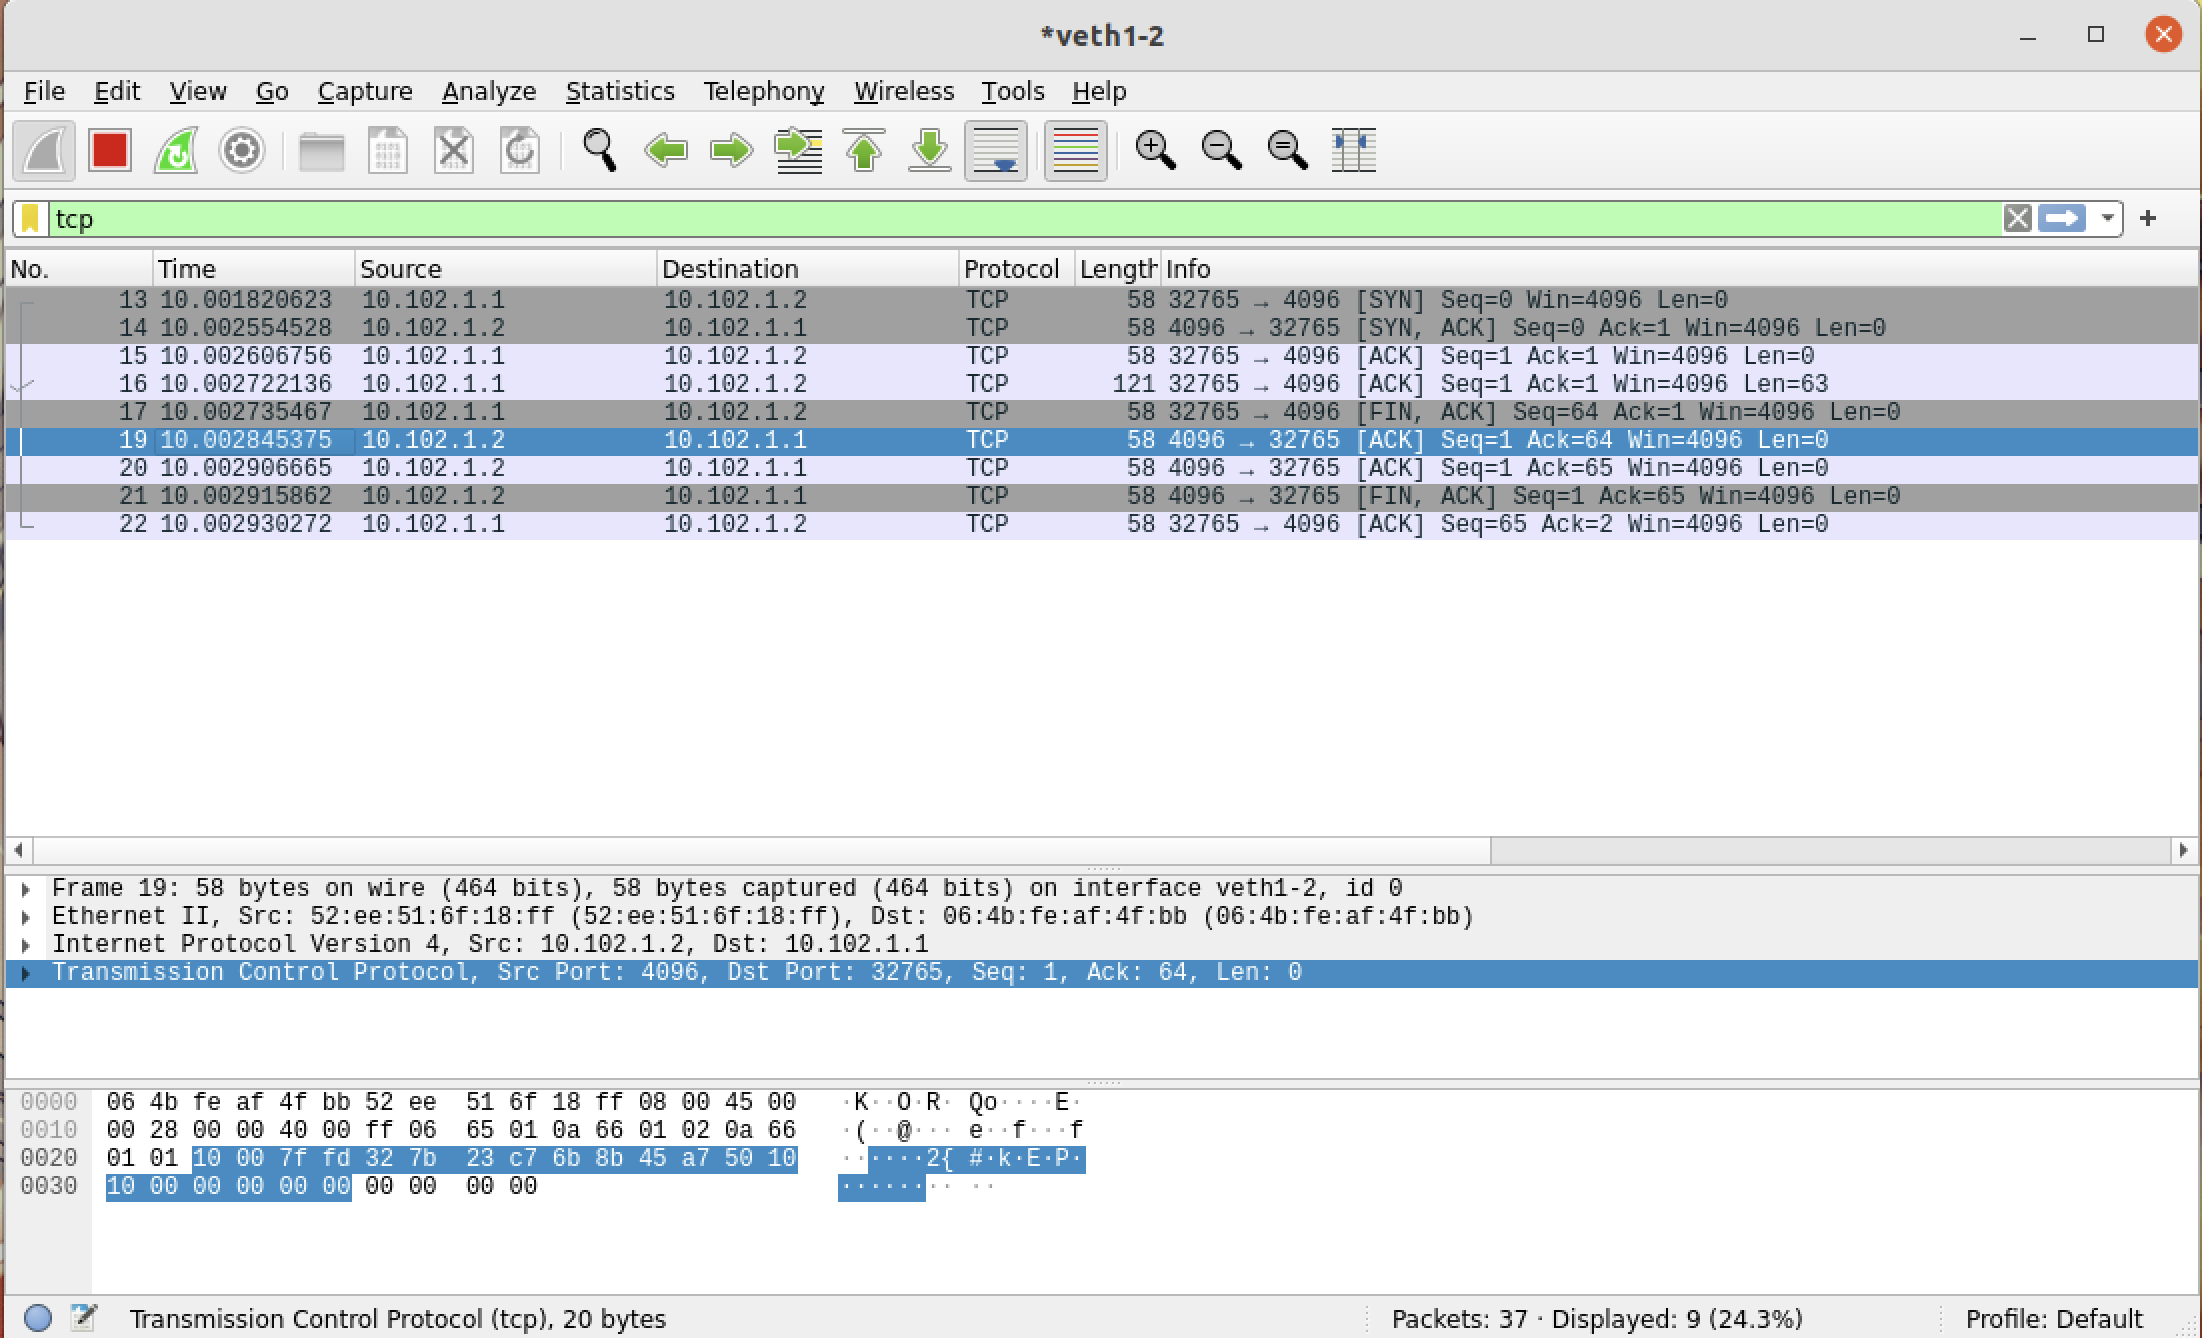 *veth1-2
File Edit View Go Capture Analyze Statistics Telephony Wireless Tools Help
tcp
No. Time Source Destination Protocol Length Info
13 10.001820623 10.102.1.1 10.102.1.2 TCP 58 32765 → 4096 [SYN] Seq=0 Win=4096 Len=0
14 10.002554528 10.102.1.2 10.102.1.1 TCP 58 4096 → 32765 [SYN, ACK] Seq=0 Ack=1 Win=4096 Len=0
15 10.002606756 10.102.1.1 10.102.1.2 TCP 58 32765 → 4096 [ACK] Seq=1 Ack=1 Win=4096 Len=0
16 10.002722136 10.102.1.1 10.102.1.2 TCP 121 32765 → 4096 [ACK] Seq=1 Ack=1 Win=4096 Len=63
17 10.002735467 10.102.1.1 10.102.1.2 TCP 58 32765 → 4096 [FIN, ACK] Seq=64 Ack=1 Win=4096 Len=0
19 10.002845375 10.102.1.2 10.102.1.1 TCP 58 4096 → 32765 [ACK] Seq=1 Ack=64 Win=4096 Len=0
20 10.002906665 10.102.1.2 10.102.1.1 TCP 58 4096 → 32765 [ACK] Seq=1 Ack=65 Win=4096 Len=0
21 10.002915862 10.102.1.2 10.102.1.1 TCP 58 4096 → 32765 [FIN, ACK] Seq=1 Ack=65 Win=4096 Len=0
22 10.002930272 10.102.1.1 10.102.1.2 TCP 58 32765 → 4096 [ACK] Seq=65 Ack=2 Win=4096 Len=0
Frame 19: 58 bytes on wire (464 bits), 58 bytes captured (464 bits) on interface veth1-2, id 0
Ethernet II, Src: 52:ee:51:6f:18:ff (52:ee:51:6f:18:ff), Dst: 06:4b:fe:af:4f:bb (06:4b:fe:af:4f:bb)
Internet Protocol Version 4, Src: 10.102.1.2, Dst: 10.102.1.1
Transmission Control Protocol, Src Port: 4096, Dst Port: 32765, Seq: 1, Ack: 64, Len: 0
0000 06 4b fe af 4f bb 52 ee 51 6f 18 ff 08 00 45 00 ·K··O·R· Qo····E·
0010 00 28 00 00 40 00 ff 06 65 01 0a 66 01 02 0a 66 ·(··@··· e··f···f
0020 01 01 10 00 7f fd 32 7b 23 c7 6b 8b 45 a7 50 10 ······2{ #·k·E·P·
0030 10 00 00 00 00 00 00 00 00 00 ········ ··
Transmission Control Protocol (tcp), 20 bytes Packets: 37 · Displayed: 9 (24.3%) Profile: Default